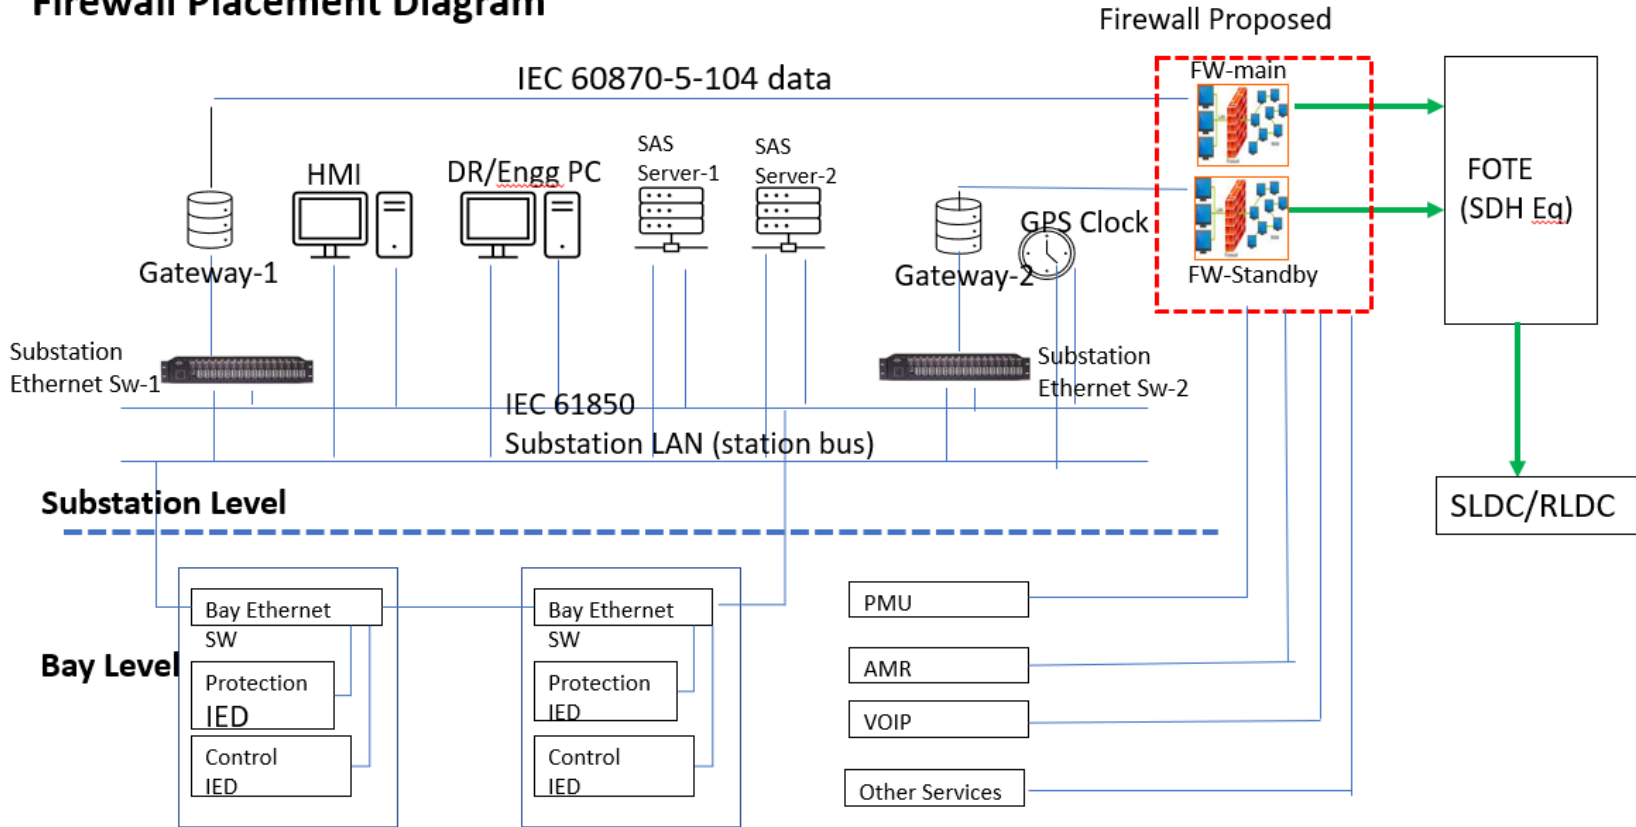 Firewall Placement Diagram
Firewall Proposed
IEC 60870-5-104 data
FW-main
HMI
DR/Engg PC
SAS
Server-1
SAS
Server-2
GPS Clock
FOTE
(SDH Eq)
Gateway-1
Gateway-2
FW-Standby
Substation
Ethernet Sw-1
Substation
Ethernet Sw-2
IEC 61850
Substation LAN (station bus)
Substation Level
SLDC/RLDC
Bay Level
Bay Ethernet
SW
Protection
IED
Control
IED
Bay Ethernet
SW
Protection
IED
Control
IED
PMU
AMR
VOIP
Other Services